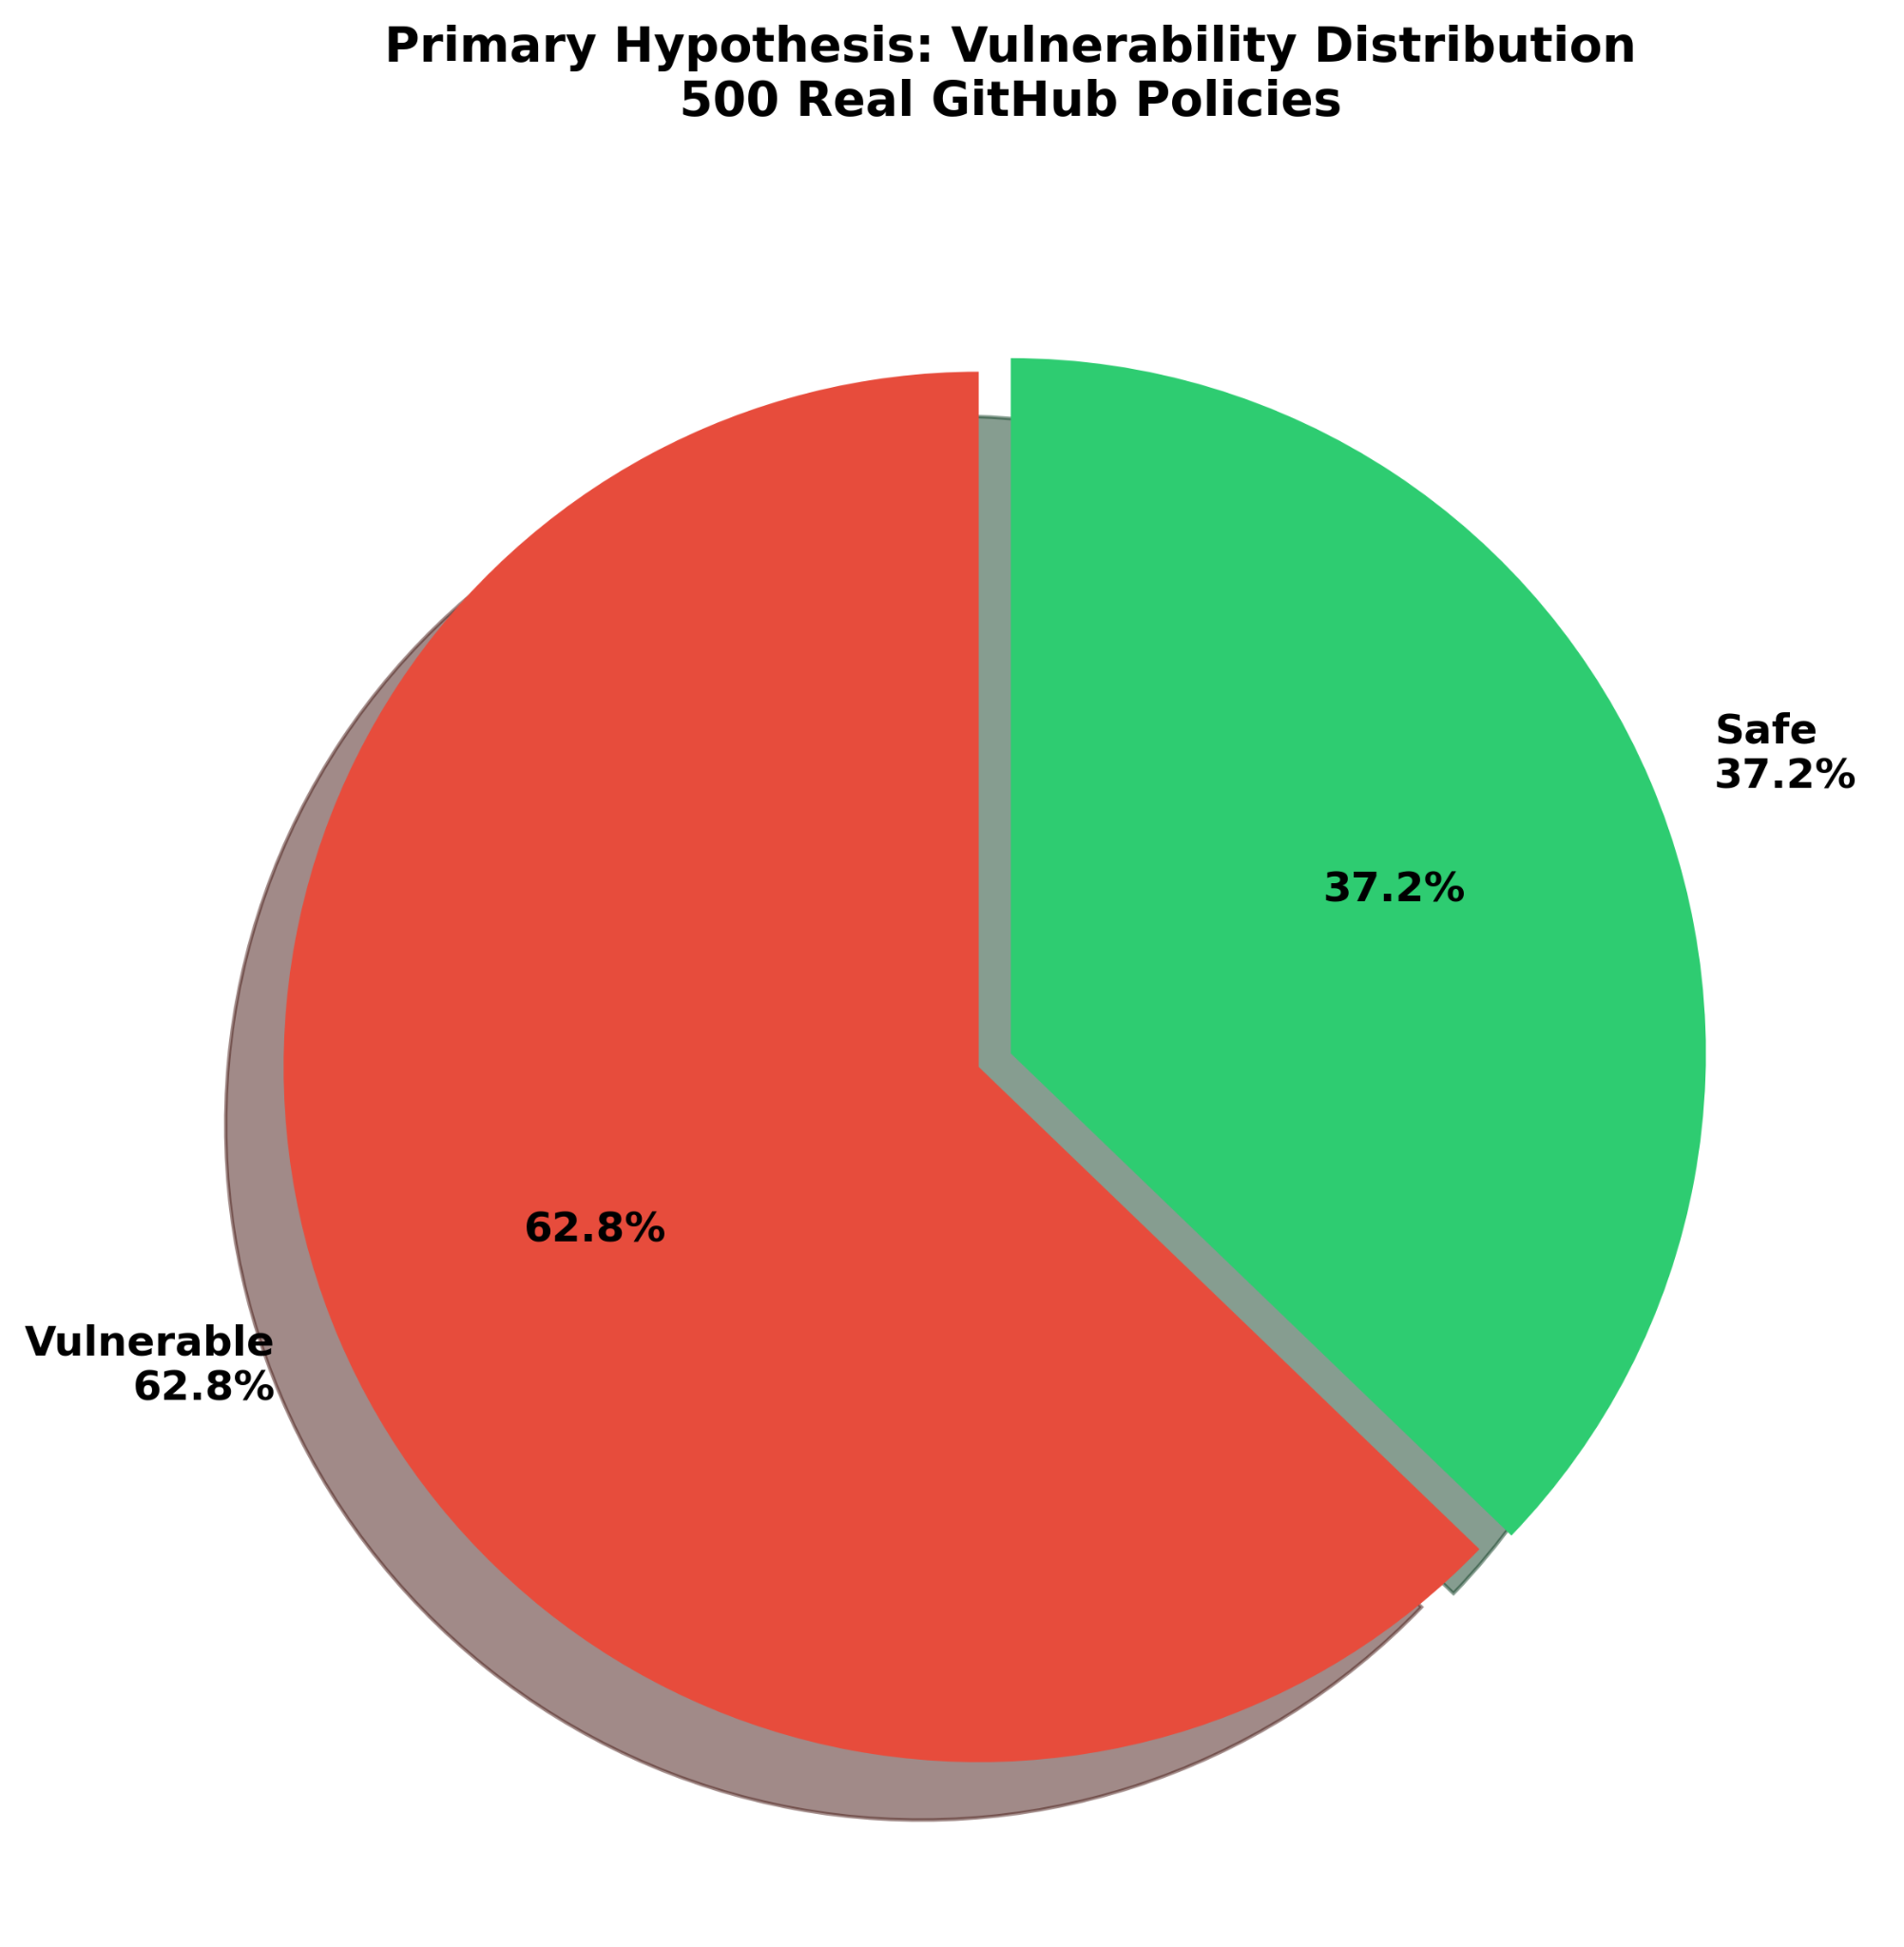 Primary Hypothesis: Vulnerability Distribution
500 Real GitHub Policies
Safe
37.2%
37.2%
62.8%
Vulnerable
62.8%